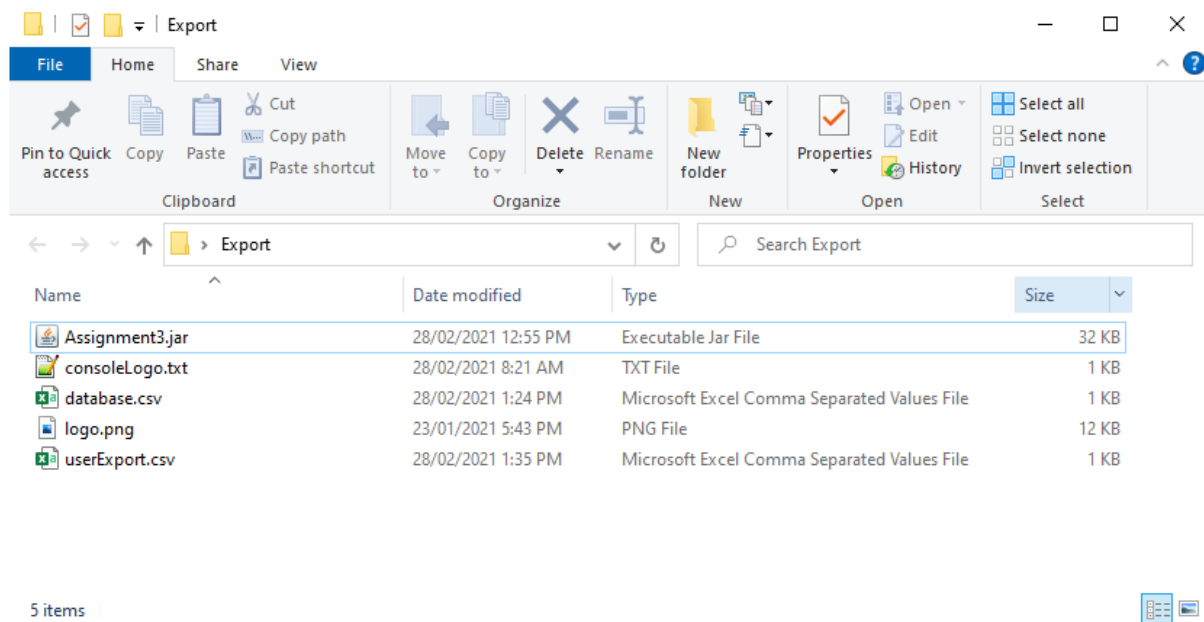 Export
File Home Share View
Pin to Quick access
Copy
Paste
Cut
Copy path
Paste shortcut
Clipboard
Move to
Copy to
Delete
Rename
Organize
New folder
New
Properties
Open
Edit
History
Open
Select all
Select none
Invert selection
Select
Export
Search Export
Name Date modified Type Size
Assignment3.jar 28/02/2021 12:55 PM Executable Jar File 32 KB
consoleLogo.txt 28/02/2021 8:21 AM TXT File 1 KB
database.csv 28/02/2021 1:24 PM Microsoft Excel Comma Separated Values File 1 KB
logo.png 23/01/2021 5:43 PM PNG File 12 KB
userExport.csv 28/02/2021 1:35 PM Microsoft Excel Comma Separated Values File 1 KB
5 items